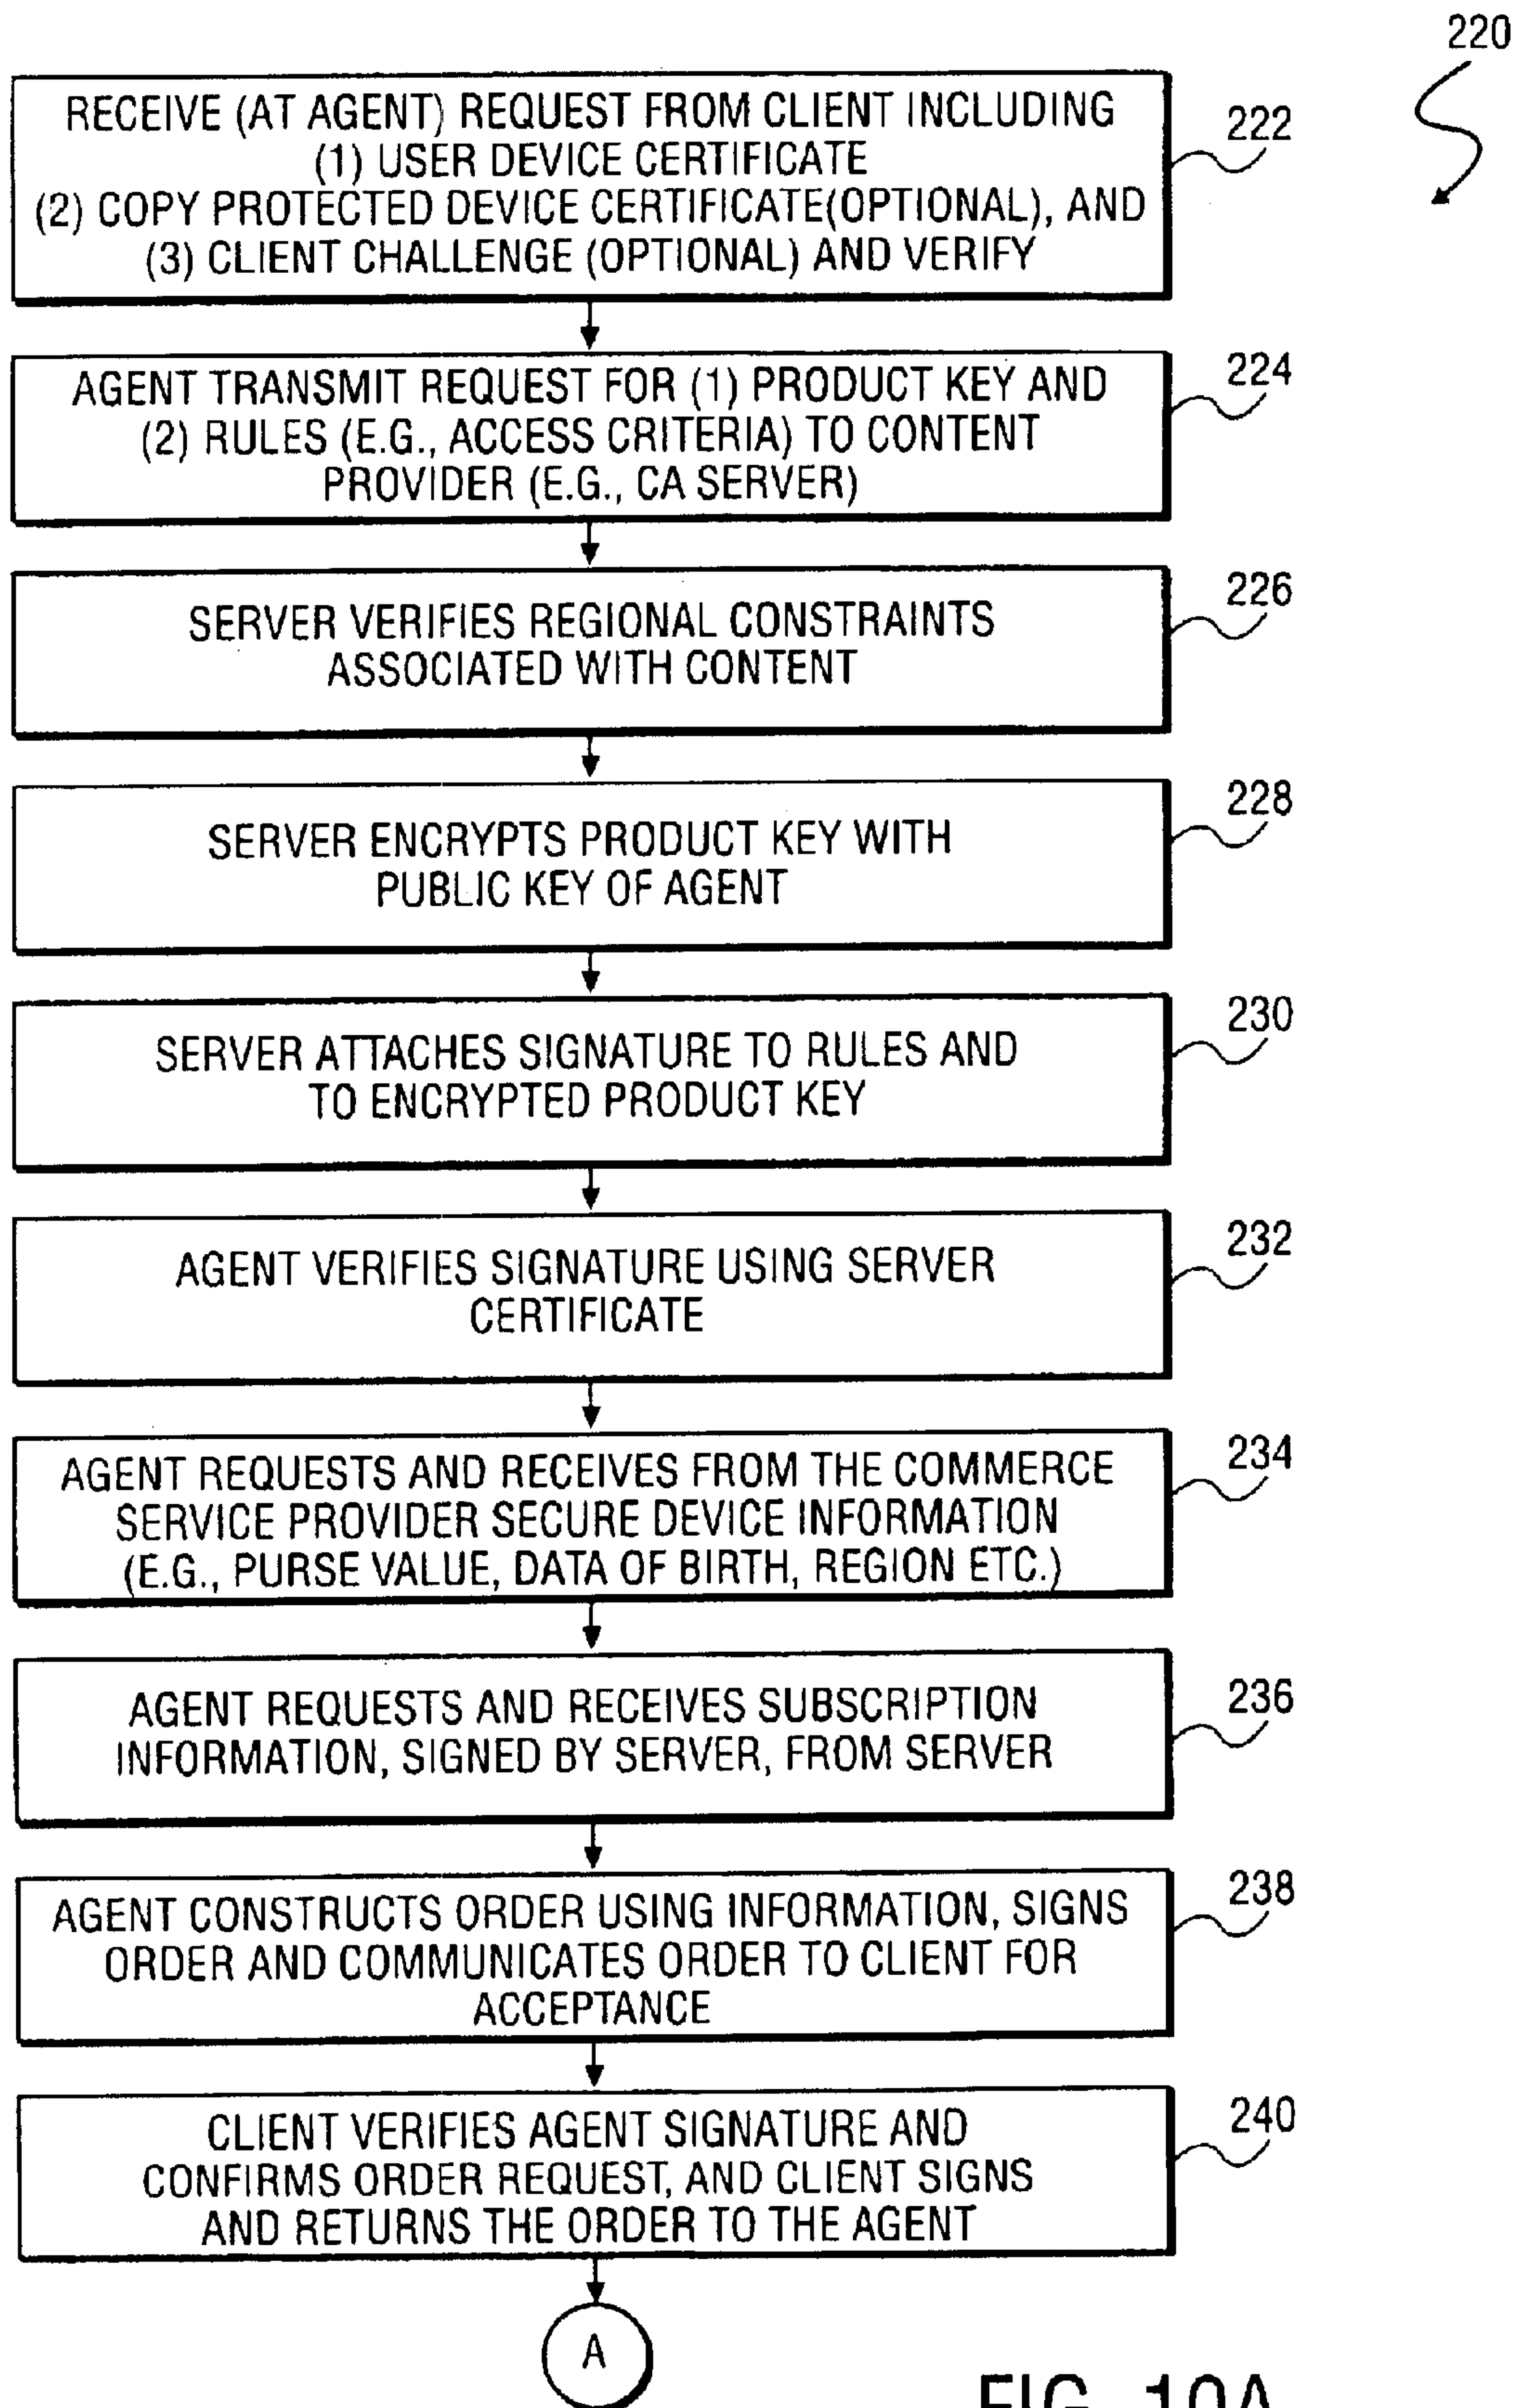 220
RECEIVE (AT AGENT) REQUEST FROM CLIENT INCLUDING
(1) USER DEVICE CERTIFICATE
(2) COPY PROTECTED DEVICE CERTIFICATE(OPTIONAL), AND
(3) CLIENT CHALLENGE (OPTIONAL) AND VERIFY
222
AGENT TRANSMIT REQUEST FOR (1) PRODUCT KEY AND
(2) RULES (E.G., ACCESS CRITERIA) TO CONTENT
PROVIDER (E.G., CA SERVER)
224
SERVER VERIFIES REGIONAL CONSTRAINTS
ASSOCIATED WITH CONTENT
226
SERVER ENCRYPTS PRODUCT KEY WITH
PUBLIC KEY OF AGENT
228
SERVER ATTACHES SIGNATURE TO RULES AND
TO ENCRYPTED PRODUCT KEY
230
AGENT VERIFIES SIGNATURE USING SERVER
CERTIFICATE
232
AGENT REQUESTS AND RECEIVES FROM THE COMMERCE
SERVICE PROVIDER SECURE DEVICE INFORMATION
(E.G., PURSE VALUE, DATA OF BIRTH, REGION ETC.)
234
AGENT REQUESTS AND RECEIVES SUBSCRIPTION
INFORMATION, SIGNED BY SERVER, FROM SERVER
236
AGENT CONSTRUCTS ORDER USING INFORMATION, SIGNS
ORDER AND COMMUNICATES ORDER TO CLIENT FOR
ACCEPTANCE
238
CLIENT VERIFIES AGENT SIGNATURE AND
CONFIRMS ORDER REQUEST, AND CLIENT SIGNS
AND RETURNS THE ORDER TO THE AGENT
240
A
FIG. 10A